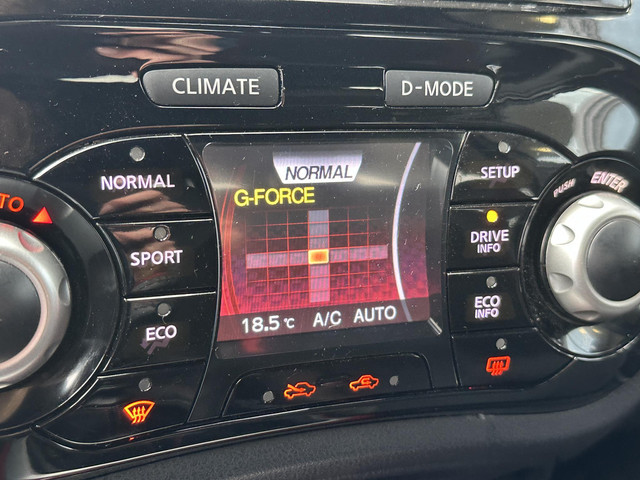 CLIMATE
D-MODE
NORMAL
NORMAL
SETUP
PUSH ENTER
G-FORCE
SPORT
DRIVE
INFO
ECO
ECO
INFO
18.5°C A/C AUTO